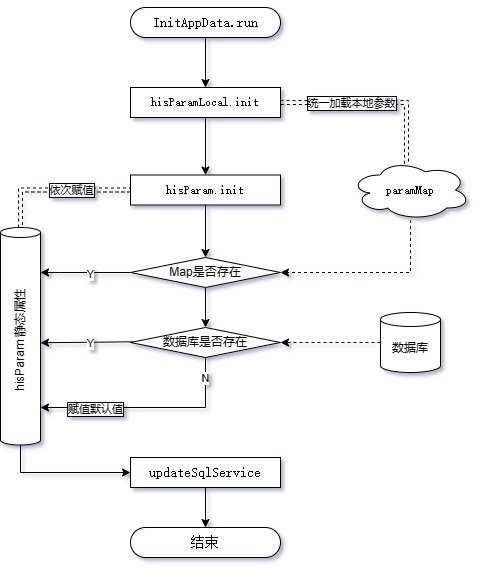 InitAppData.run
hisParamLocal.init
统一加载本地参数
依次赋值
hisParam.init
paramMap
Y
Map是否存在
hisParam 静态属性
Y
数据库是否存在
数据库
N
赋值默认值
updateSqlService
结束